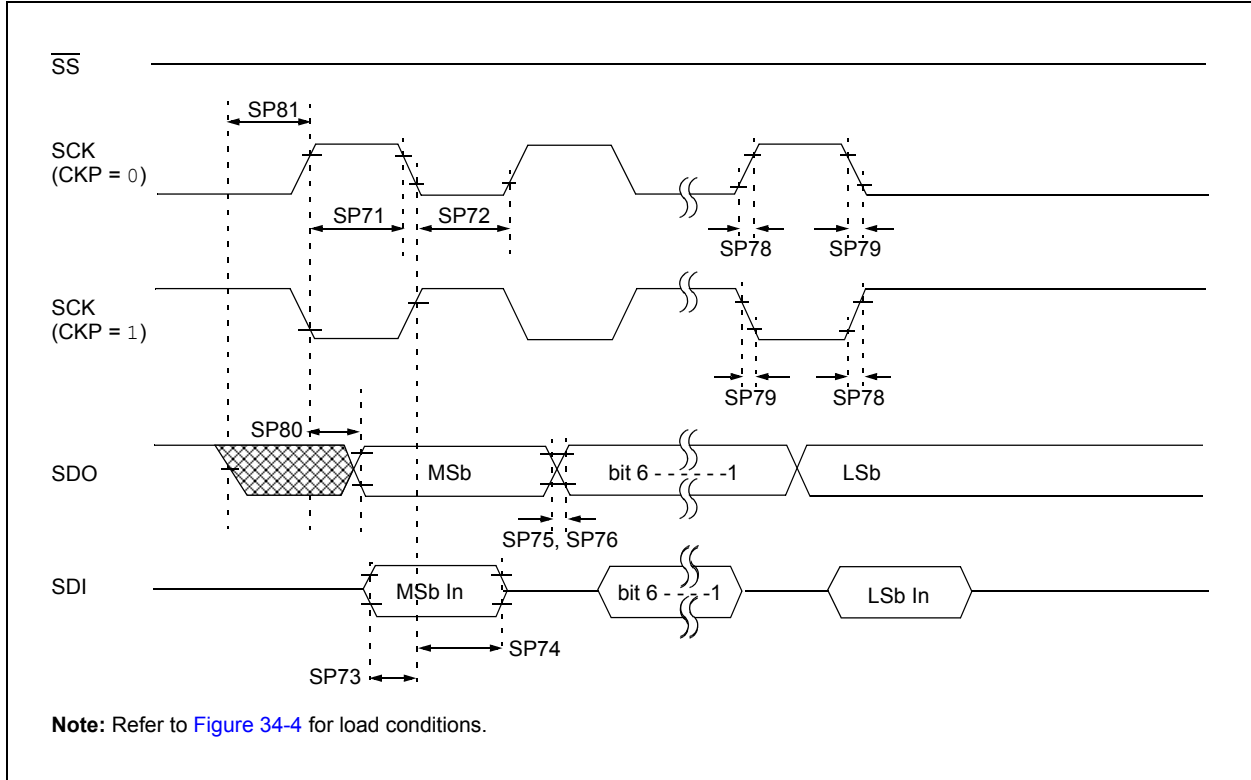 SS
SP81
SCK
(CKP = 0)
SP71
SP72
SP78
SP79
SCK
(CKP = 1)
SP79
SP78
SP80
SDO
MSb
bit 6 - - - - - -1
LSb
SP75, SP76
SDI
MSb In
bit 6 - - - -1
LSb In
SP74
SP73
Note: Refer to Figure 34-4 for load conditions.